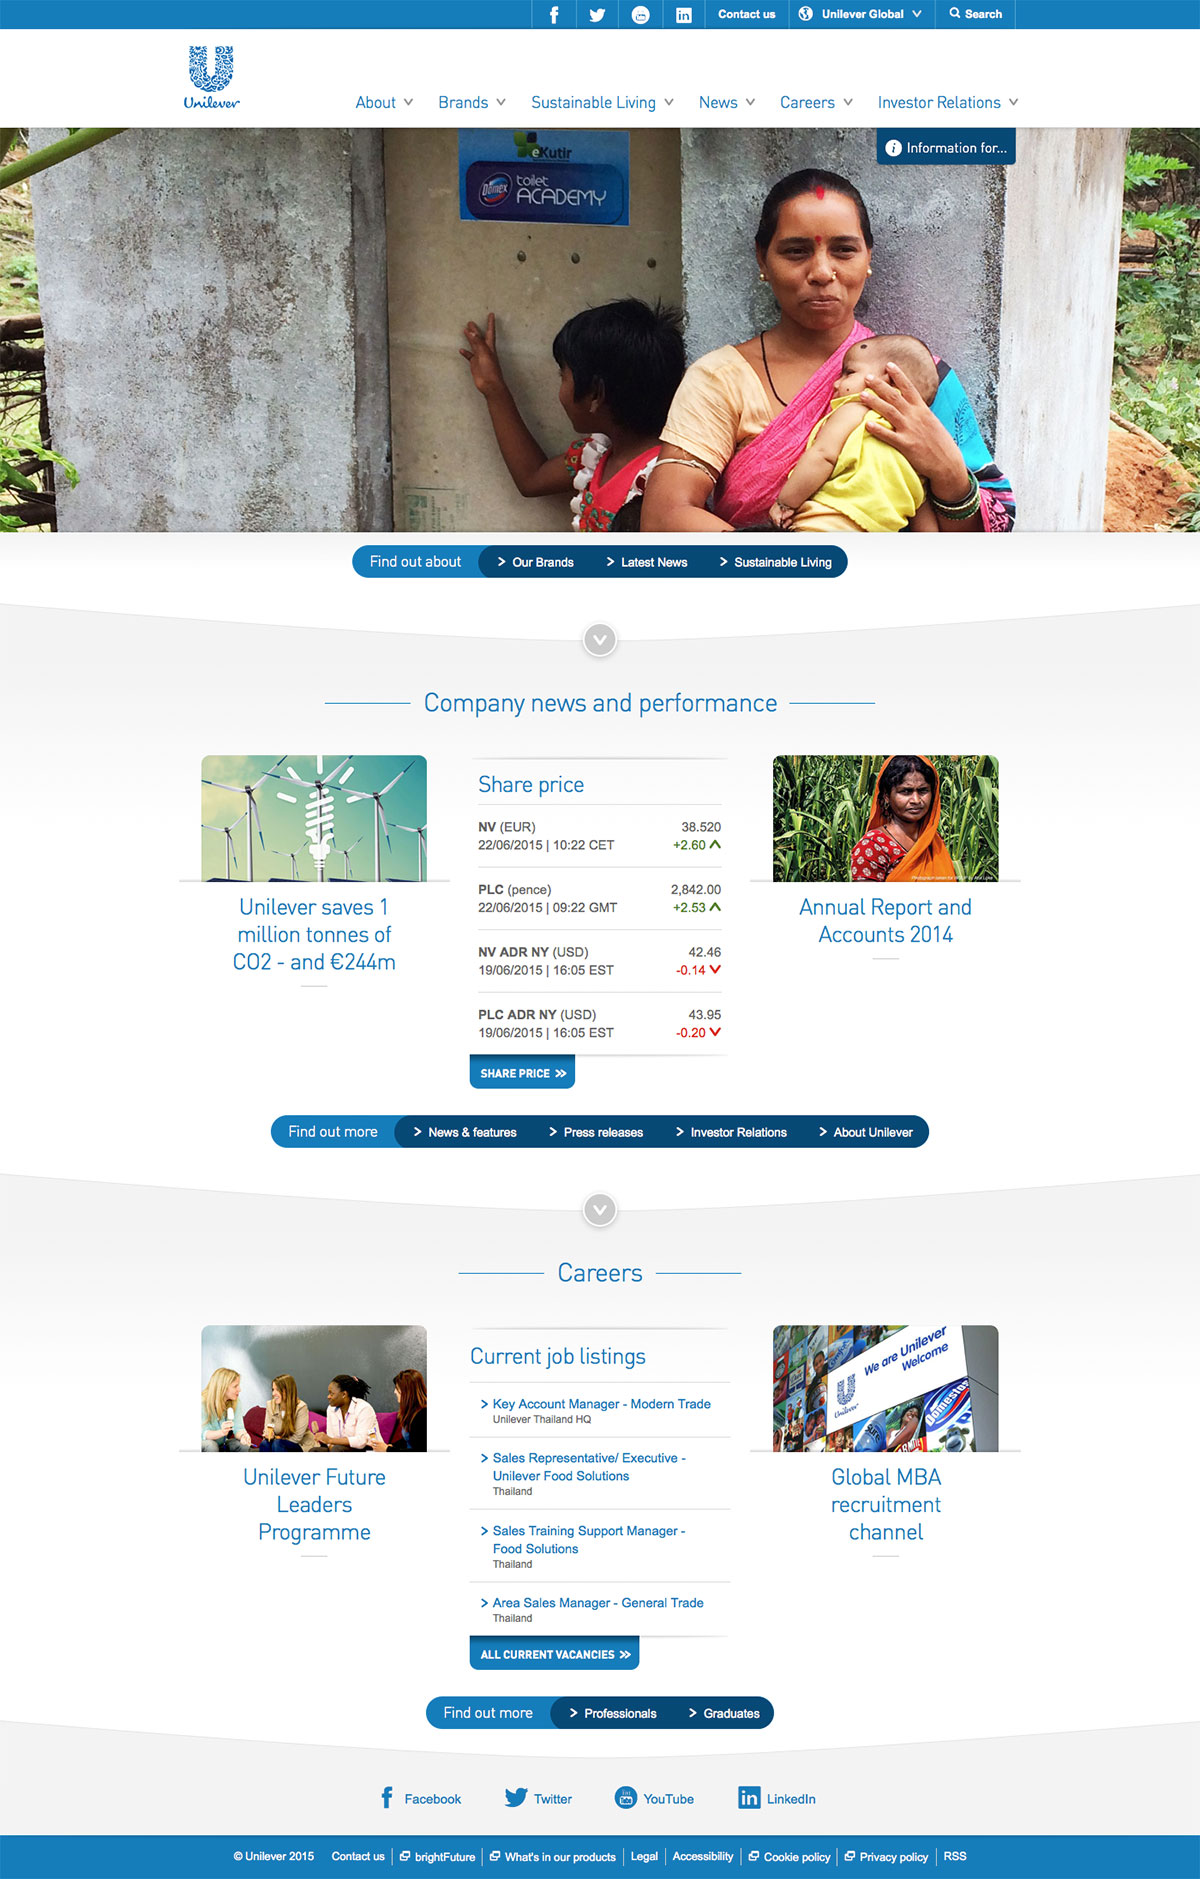 Contact us
Unilever Global
Search
Unilever
About
Brands
Sustainable Living
News
Careers
Investor Relations
Information for...
eKutir
Domex
toilet
ACADEMY
Find out about
Our Brands
Latest News
Sustainable Living
Company news and performance
Unilever saves 1
million tonnes of
CO2 - and €244m
Share price
NV (EUR) 38.520
22/06/2015 | 10:22 CET +2.60
PLC (pence) 2,842.00
22/06/2015 | 09:22 GMT +2.53
NV ADR NY (USD) 42.46
19/06/2015 | 16:05 EST -0.14
PLC ADR NY (USD) 43.95
19/06/2015 | 16:05 EST -0.20
SHARE PRICE
Annual Report and
Accounts 2014
Find out more
News & features
Press releases
Investor Relations
About Unilever
Careers
Unilever Future
Leaders
Programme
Current job listings
Key Account Manager - Modern Trade
Unilever Thailand HQ
Sales Representative/ Executive -
Unilever Food Solutions
Thailand
Sales Training Support Manager -
Food Solutions
Thailand
Area Sales Manager - General Trade
Thailand
ALL CURRENT VACANCIES
We are Unilever
Welcome
Unilever
Domestos
Global MBA
recruitment
channel
Find out more
Professionals
Graduates
Facebook
Twitter
YouTube
LinkedIn
© Unilever 2015
Contact us
brightFuture
What's in our products
Legal
Accessibility
Cookie policy
Privacy policy
RSS